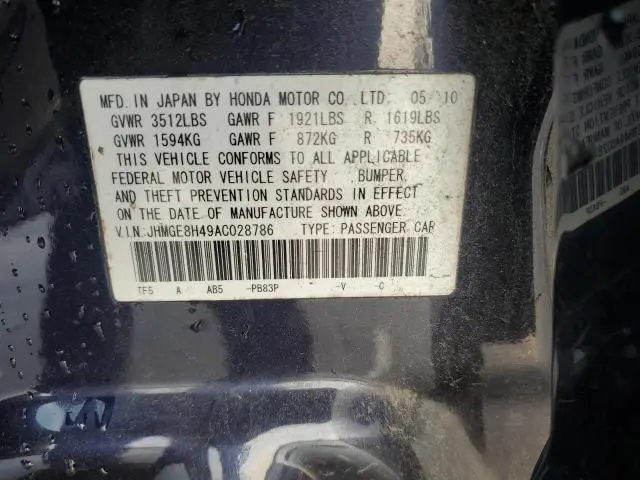 MFD. IN JAPAN BY HONDA MOTOR CO., LTD. 05/10
GVWR 3512LBS GAWR F 1921LBS R 1619LBS
GVWR 1594KG GAWR F 872KG R 735KG
THIS VEHICLE CONFORMS TO ALL APPLICABLE
FEDERAL MOTOR VEHICLE SAFETY, BUMPER,
AND THEFT PREVENTION STANDARDS IN EFFECT
ON THE DATE OF MANUFACTURE SHOWN ABOVE.
V.I.N: JHMGE8H49AC028786 TYPE: PASSENGER CAR
TF5 A AB5 -PB83P -V -C